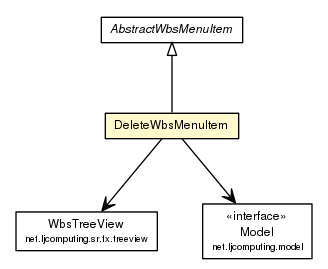 AbstractWbsMenuItem
DeleteWbsMenuItem
WbsTreeView
net.ljcomputing.sr.fx.treeview
«interface»
Model
net.ljcomputing.model